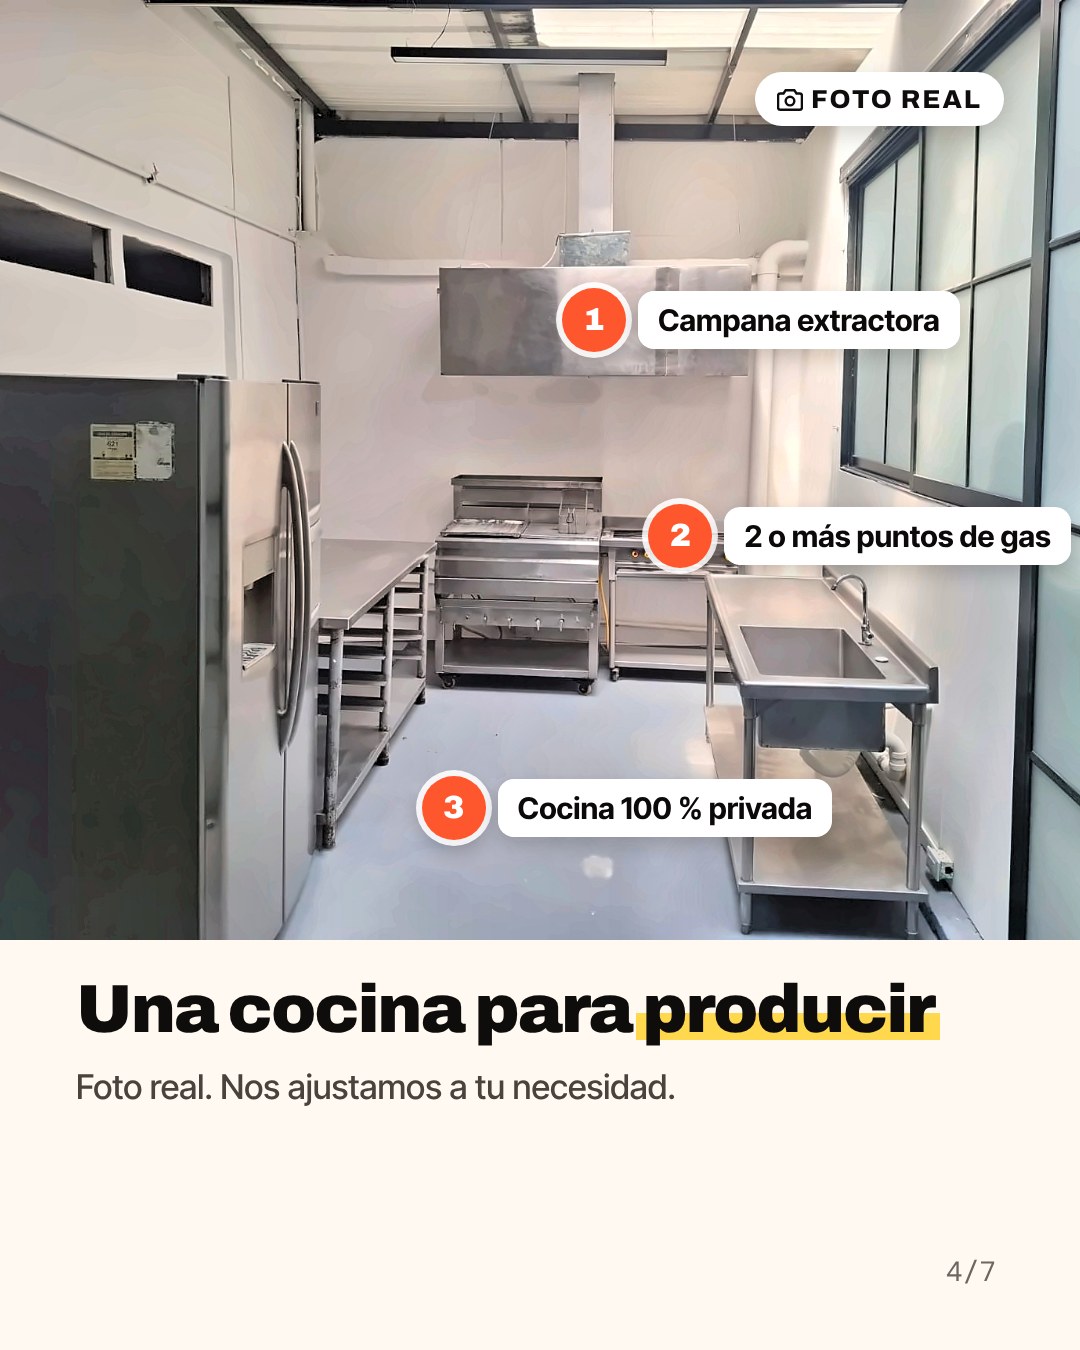 FOTO REAL
1 Campana extractora
2 2 o más puntos de gas
3 Cocina 100 % privada
Una cocina para producir
Foto real. Nos ajustamos a tu necesidad.
4/7